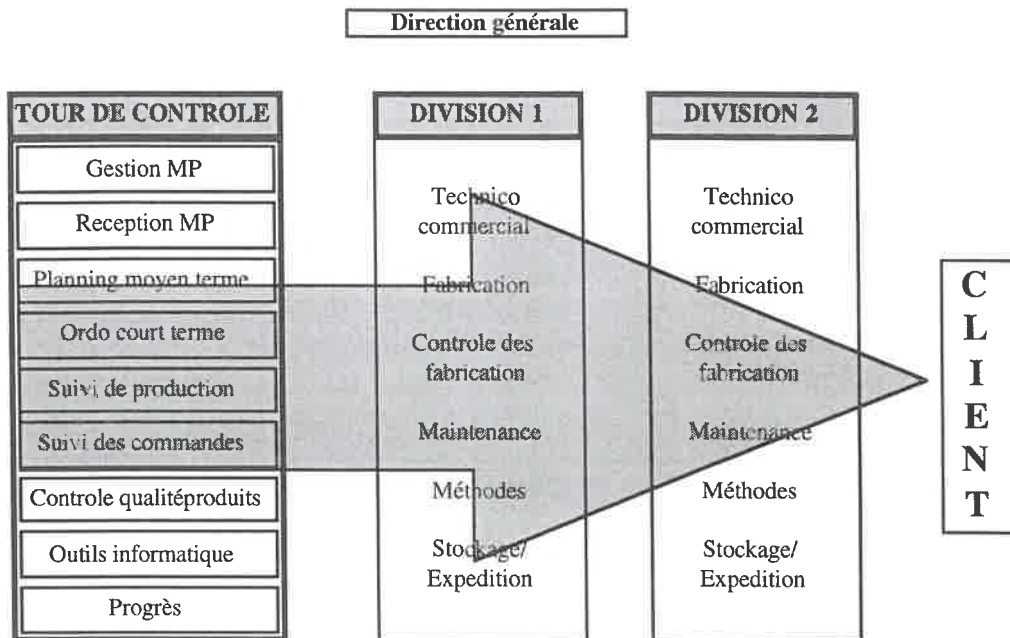 Direction générale
TOUR DE CONTROLE
Gestion MP
Reception MP
Planning moyen terme
Ordo court terme
Suivi de production
Suivi des commandes
Controle qualitéproduits
Outils informatique
Progrès
DIVISION 1
Technico
commercial
Fabrication
Controle des
fabrication
Maintenance
Méthodes
Stockage/
Expedition
DIVISION 2
Technico
commercial
Fabrication
Controle des
fabrication
Maintenance
Méthodes
Stockage/
Expedition
CLIENT